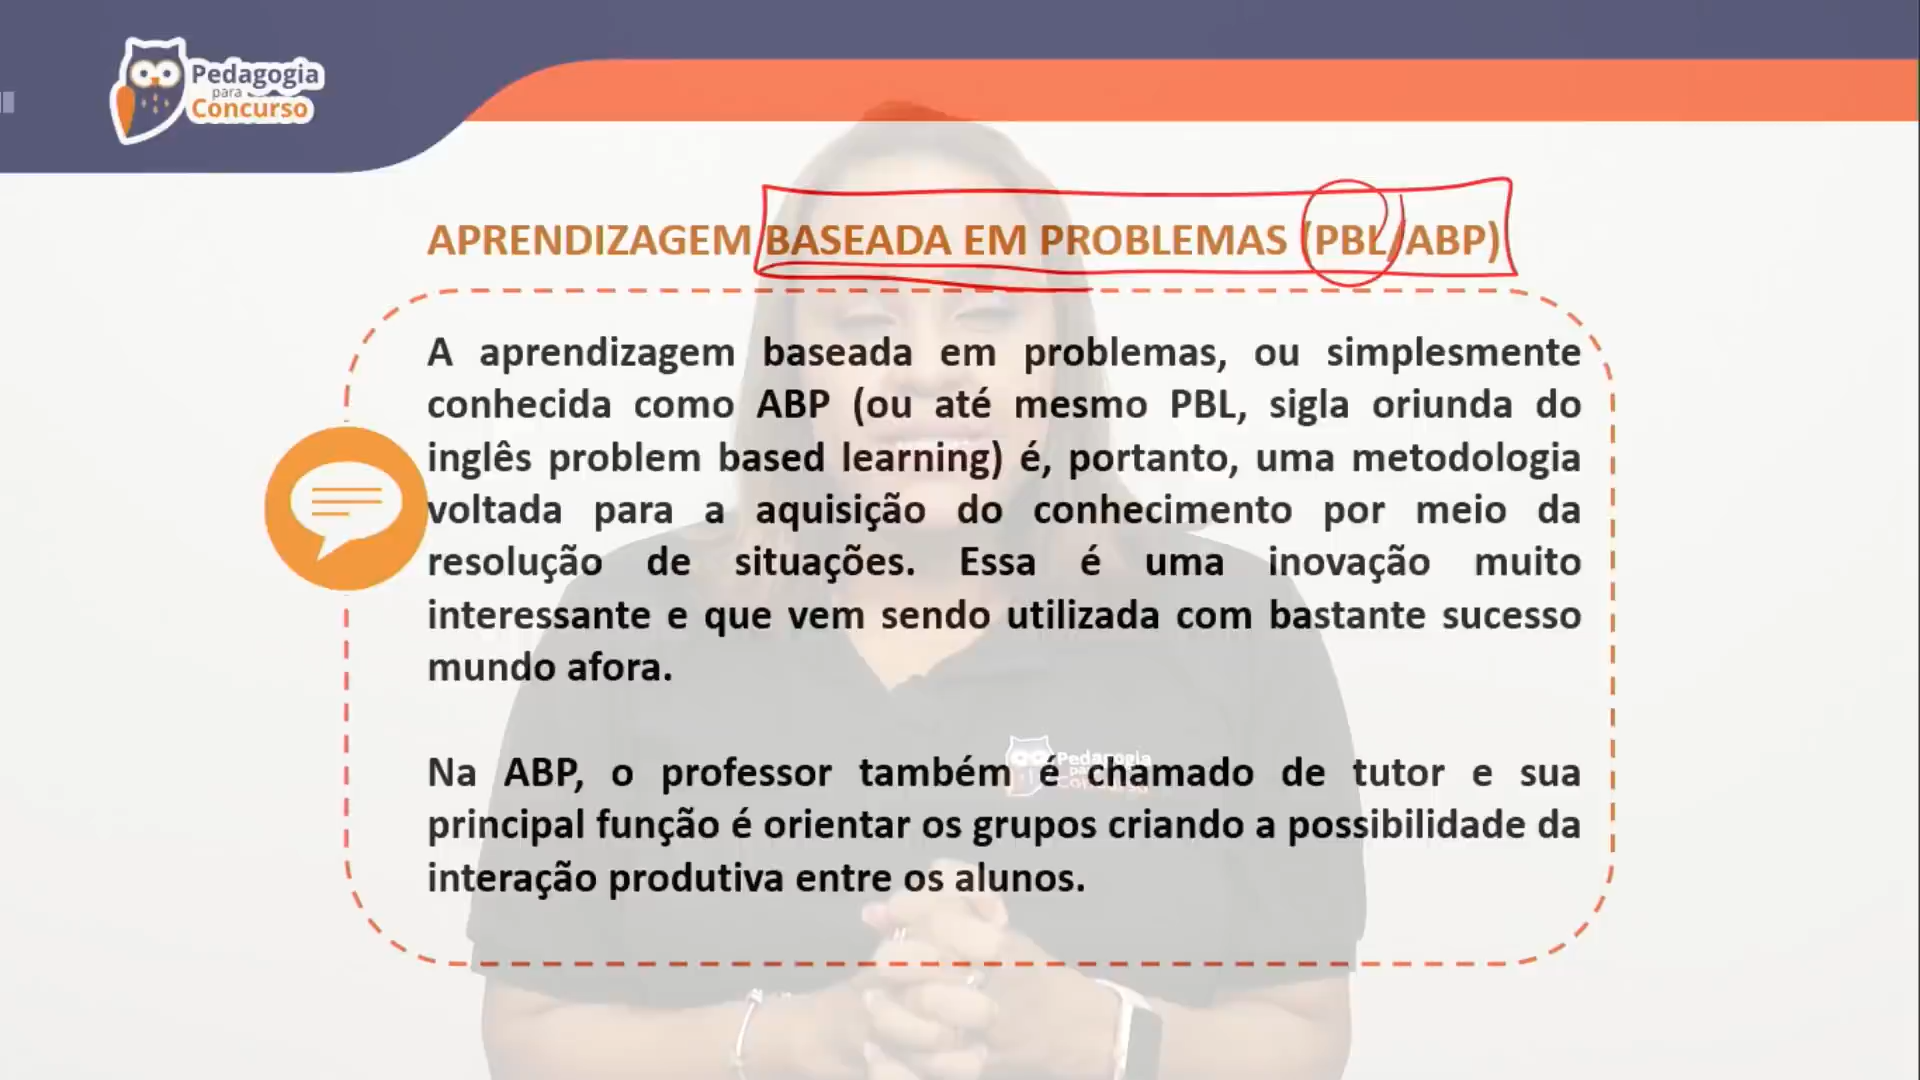 Pedagogia
para
Concurso
APRENDIZAGEM BASEADA EM PROBLEMAS (PBL/ABP)
A aprendizagem baseada em problemas, ou simplesmente
conhecida como ABP (ou até mesmo PBL, sigla oriunda do
inglês problem based learning) é, portanto, uma metodologia
voltada para a aquisição do conhecimento por meio da
resolução de situações. Essa é uma inovação muito
interessante e que vem sendo utilizada com bastante sucesso
mundo afora.
Na ABP, o professor também é chamado de tutor e sua
principal função é orientar os grupos criando a possibilidade da
interação produtiva entre os alunos.
Pedagogia
para
Concurso